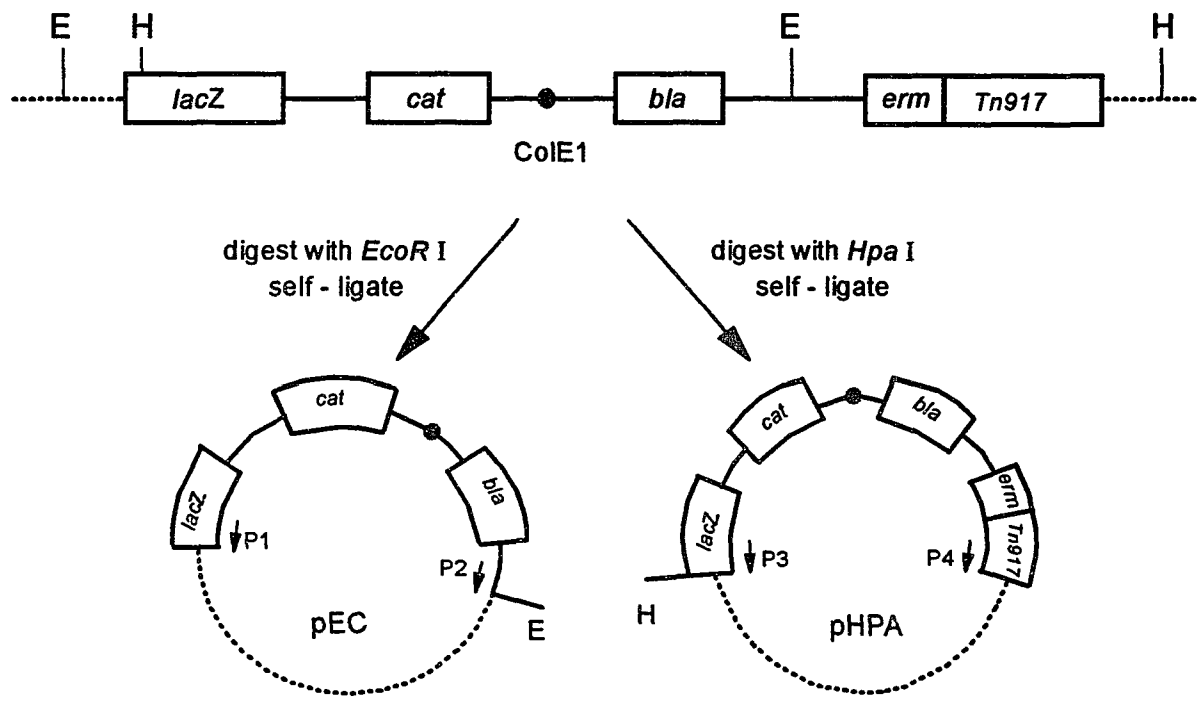 E H E H
lacZ cat bla erm Tn917
ColE1
digest with EcoR I digest with Hpa I
self - ligate self - ligate
cat cat bla
lacZ bla lacZ erm Tn917
P1 P2 P3 P4
pEC E H pHPA